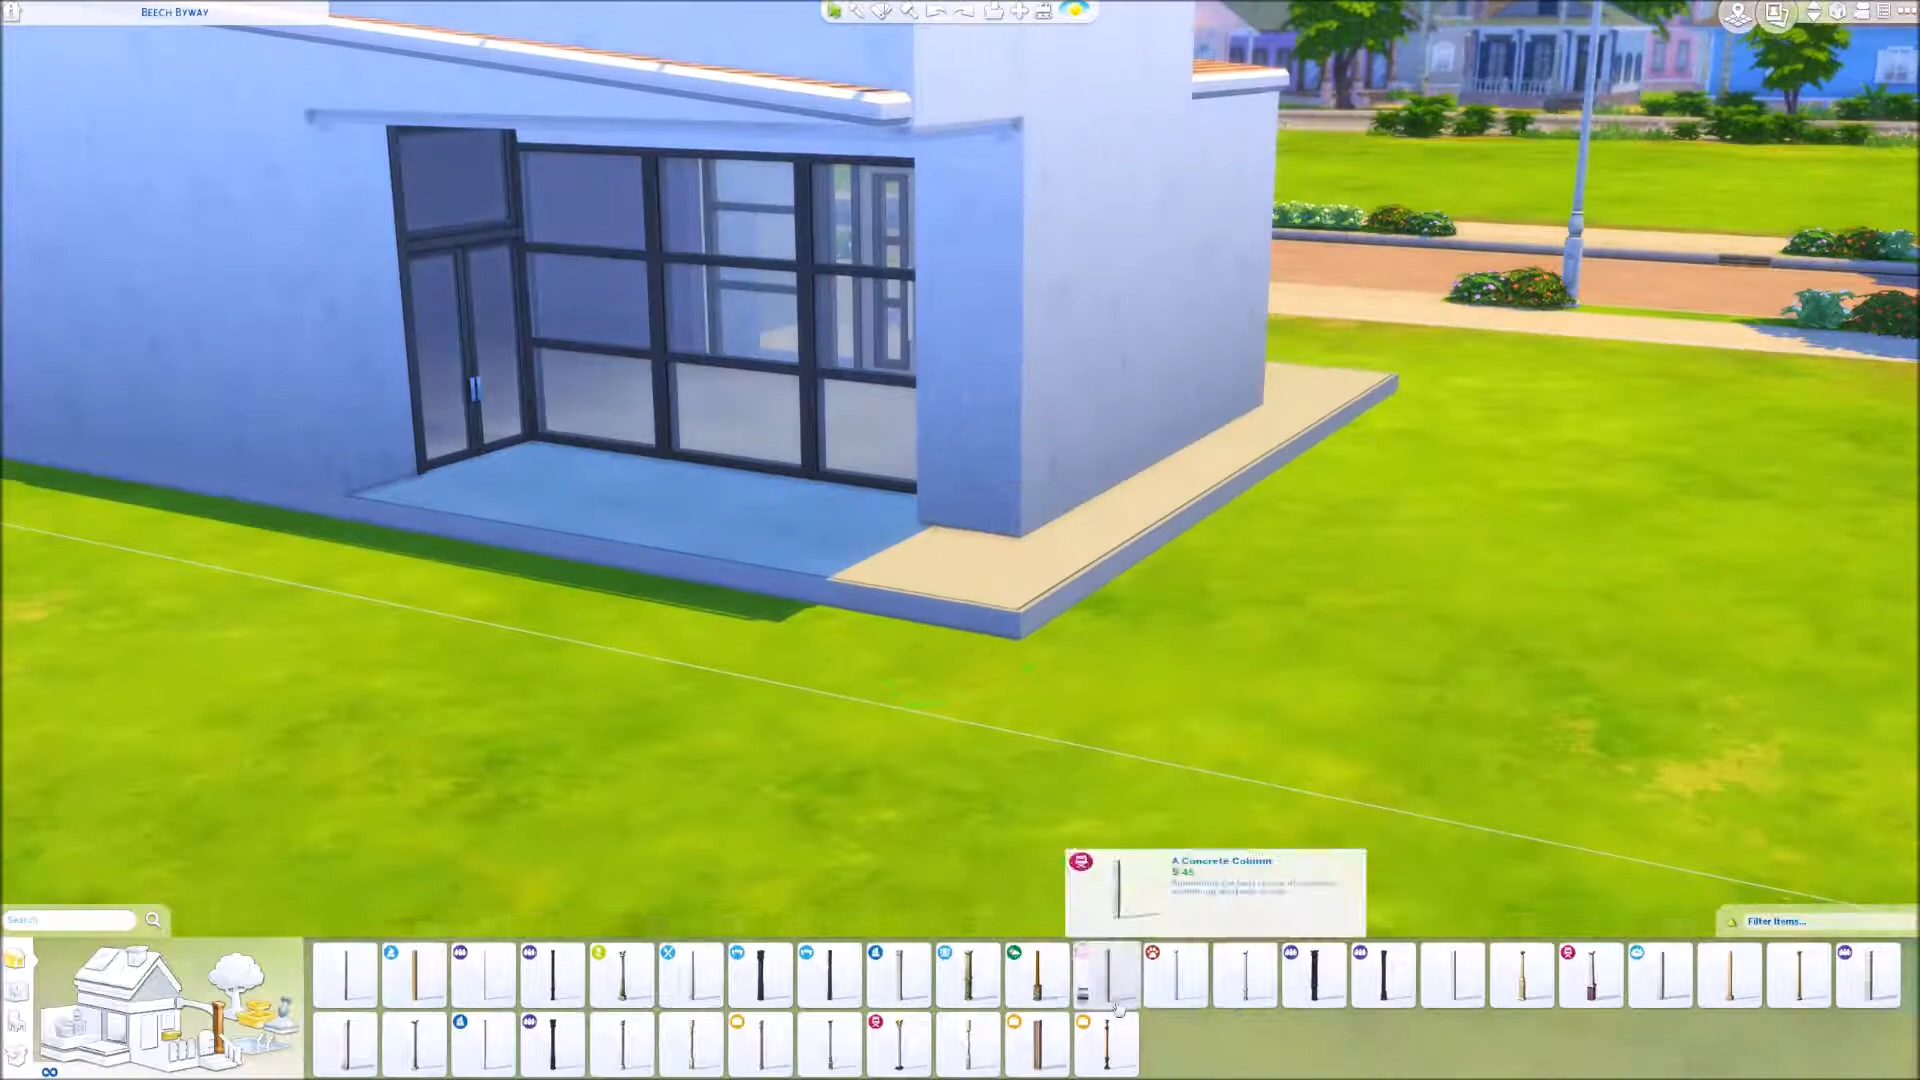 Beech Byway
A Concrete Column
§ 45
Search
Filter Items...